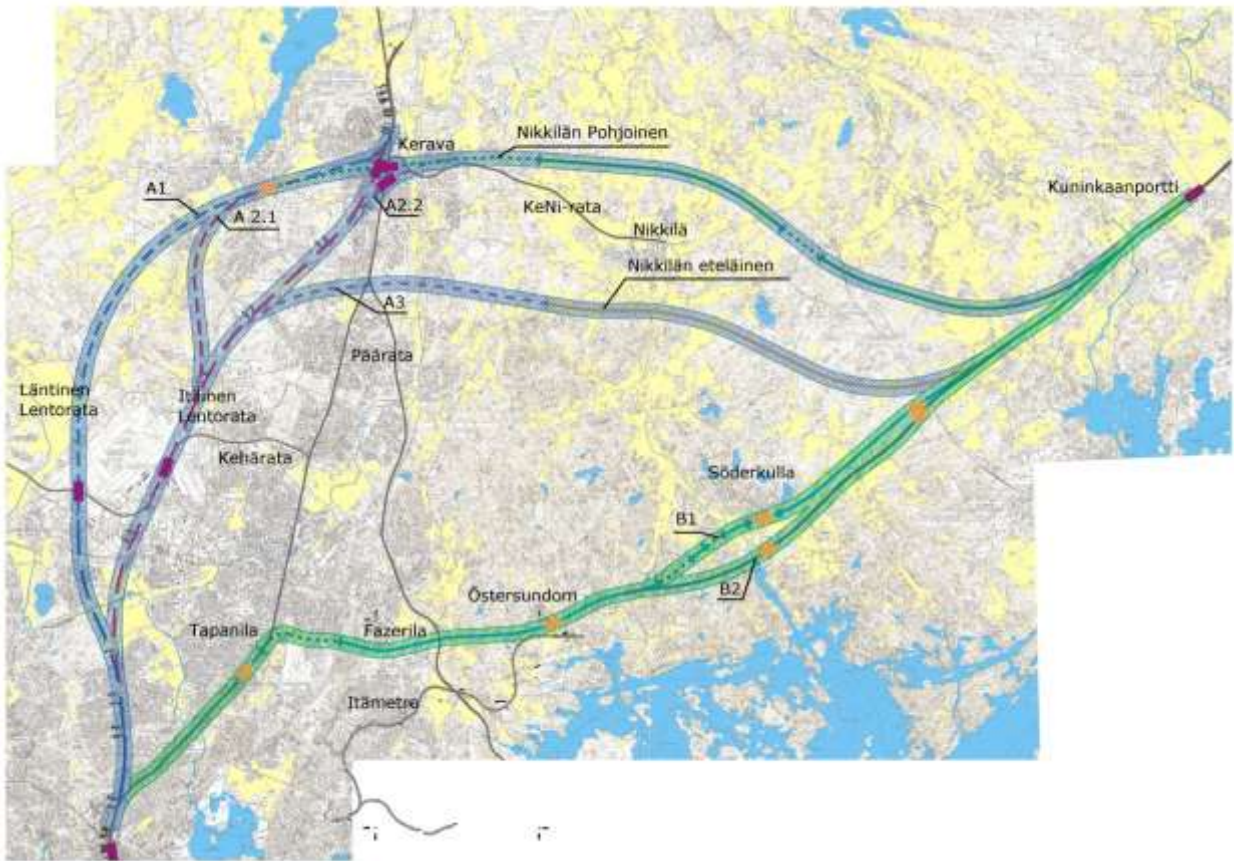 Nikkilän Pohjoinen
Kerava
A1
A 2.1
A2.2
KeNi-rata
Kuninkaanportti
Nikkilä
Nikkilän eteläinen
A3
Päärata
Läntinen
Lentorata
Itäinen
Lentorata
Kehärata
Söderkulla
B1
B2
Östersundom
Tapanila
Fazerila
Itämetro